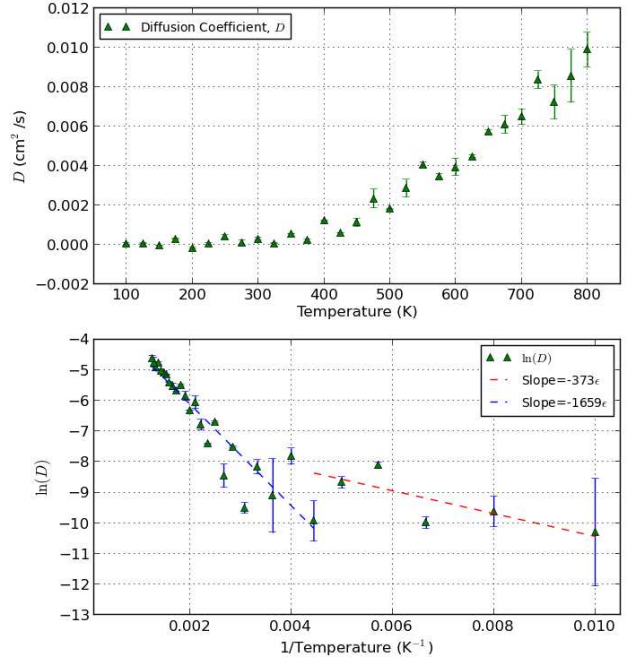 0.012
0.010
0.008
0.006
0.004
0.002
0.000
−0.002
D (cm² /s)
Diffusion Coefficient, D
100 200 300 400 500 600 700 800
Temperature (K)
−4
−5
−6
−7
−8
−9
−10
−11
−12
−13
ln(D)
ln(D)
Slope=-373ε
Slope=-1659ε
0.002 0.004 0.006 0.008 0.010
1/Temperature (K⁻¹)